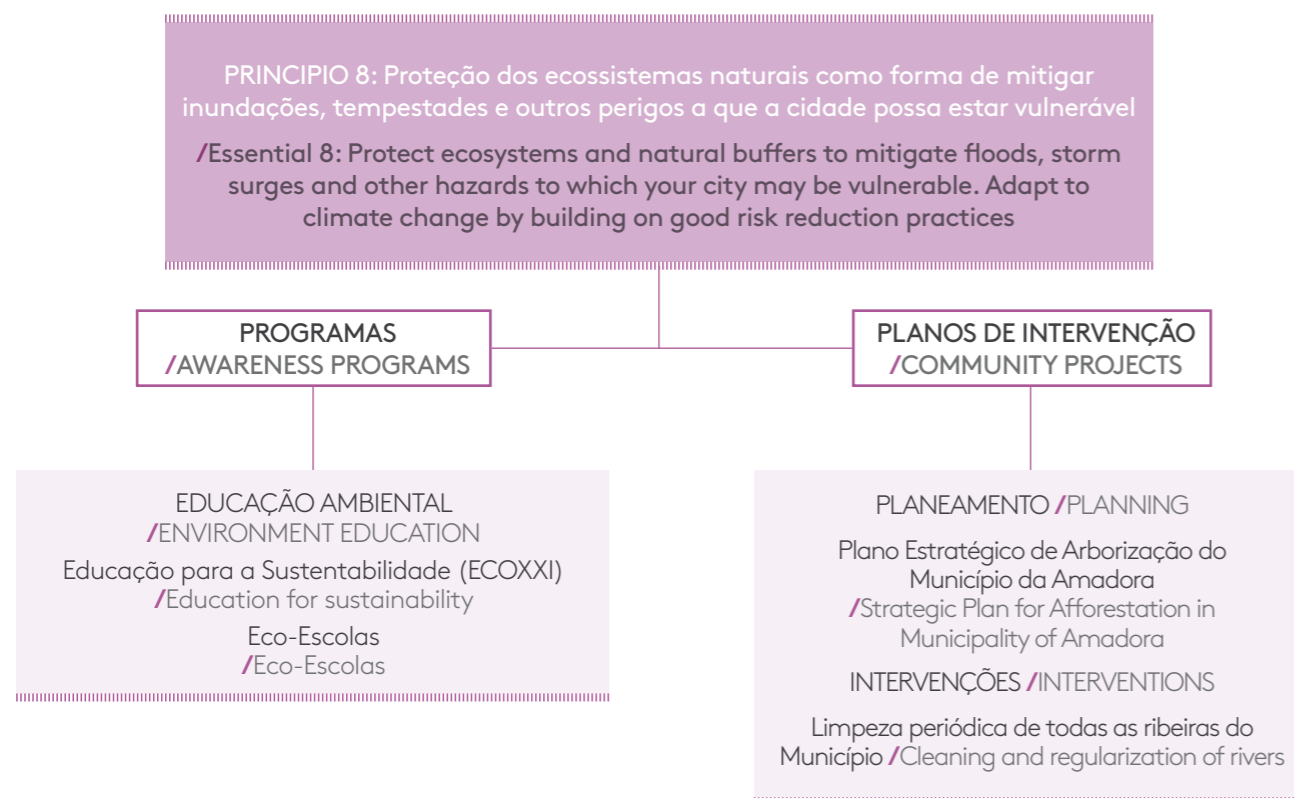 PRINCIPIO 8: Proteção dos ecossistemas naturais como forma de mitigar
inundações, tempestades e outros perigos a que a cidade possa estar vulnerável
/Essential 8: Protect ecosystems and natural buffers to mitigate floods, storm
surges and other hazards to which your city may be vulnerable. Adapt to
climate change by building on good risk reduction practices
PROGRAMAS
/AWARENESS PROGRAMS
EDUCAÇÃO AMBIENTAL
/ENVIRONMENT EDUCATION
Educação para a Sustentabilidade (ECOXXI)
/Education for sustainability
Eco-Escolas
/Eco-Escolas
PLANOS DE INTERVENÇÃO
/COMMUNITY PROJECTS
PLANEAMENTO /PLANNING
Plano Estratégico de Arborização do
Município da Amadora
/Strategic Plan for Afforestation in
Municipality of Amadora
INTERVENÇÕES /INTERVENTIONS
Limpeza periódica de todas as ribeiras do
Município /Cleaning and regularization of rivers